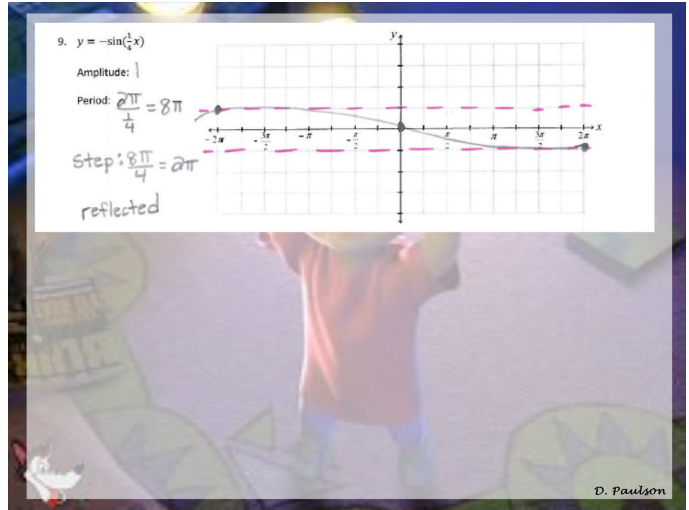 9. y = −sin(1/4 x)
Amplitude: 1
Period: 2π / 1/4 = 8π
Step: 8π/4 = 2π
reflected
y
-2π -3π/2 -π -π/2 π/2 π 3π/2 2π x
D. Paulson